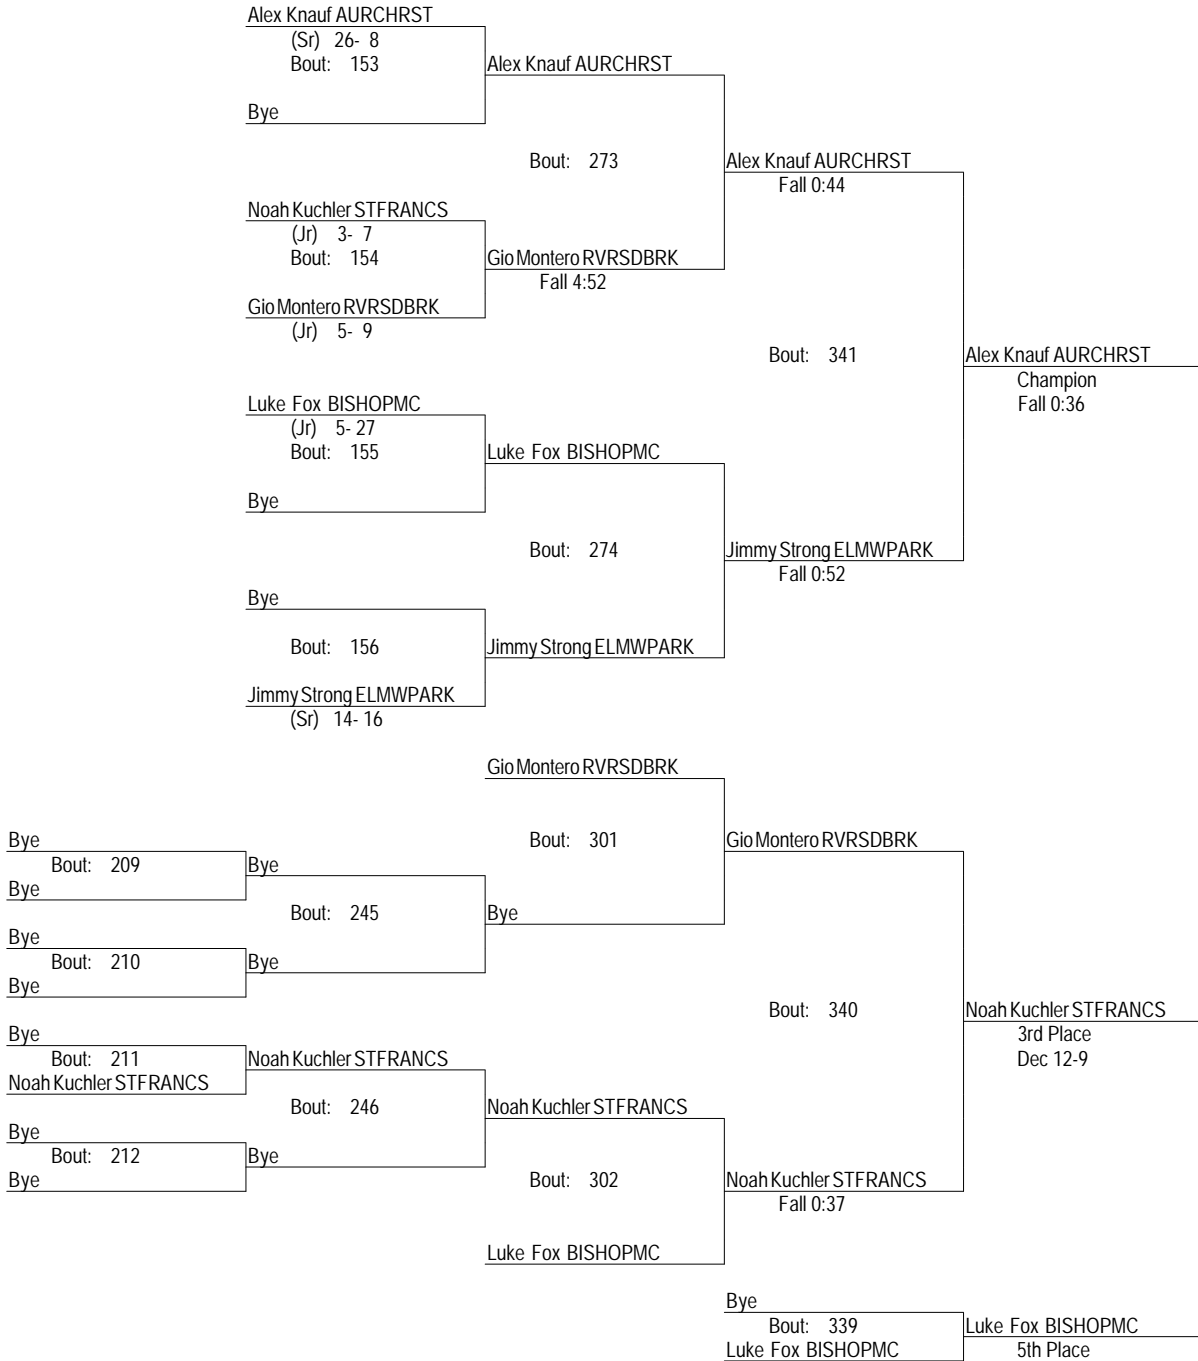 Alex Knauf AURCHRST
(Sr) 26- 8
Bout: 153
Alex Knauf AURCHRST
Bye
Bout: 273
Alex Knauf AURCHRST
Fall 0:44
Noah Kuchler STFRANCS
(Jr) 3- 7
Bout: 154
Gio Montero RVRSDBRK
Fall 4:52
Gio Montero RVRSDBRK
(Jr) 5- 9
Bout: 341
Alex Knauf AURCHRST
Champion
Fall 0:36
Luke Fox BISHOPMC
(Jr) 5- 27
Bout: 155
Luke Fox BISHOPMC
Bye
Bout: 274
Jimmy Strong ELMWPARK
Fall 0:52
Bye
Bout: 156
Jimmy Strong ELMWPARK
Jimmy Strong ELMWPARK
(Sr) 14- 16
Gio Montero RVRSDBRK
Bye
Bout: 301
Gio Montero RVRSDBRK
Bout: 209
Bye
Bye
Bout: 245
Bye
Bye
Bout: 210
Bye
Bye
Bout: 340
Noah Kuchler STFRANCS
3rd Place
Dec 12-9
Bye
Bout: 211
Noah Kuchler STFRANCS
Noah Kuchler STFRANCS
Bout: 246
Noah Kuchler STFRANCS
Bye
Bout: 212
Bye
Bye
Bout: 302
Noah Kuchler STFRANCS
Fall 0:37
Luke Fox BISHOPMC
Bye
Bout: 339
Luke Fox BISHOPMC
Luke Fox BISHOPMC
5th Place